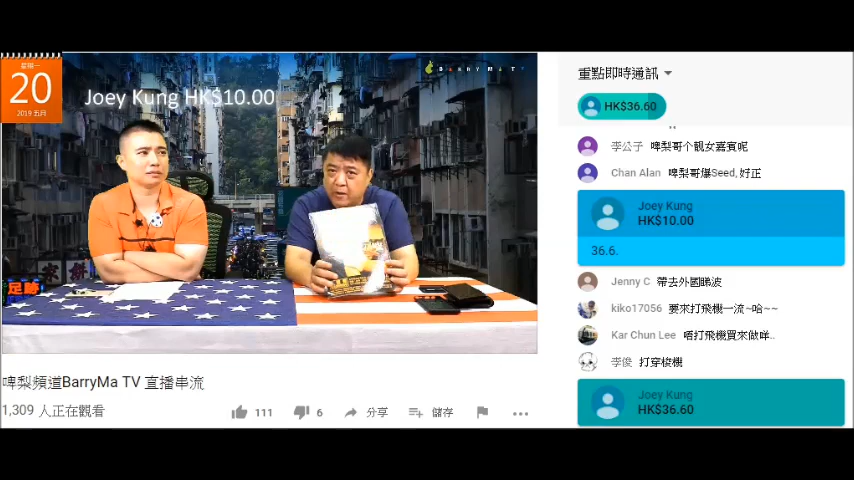 星期一
20
2019 五月
Joey Kung HK$10.00
BARRYMA TV
足勝
啤梨頻道BarryMa TV 直播串流
1,309 人正在觀看
111
6
分享
儲存
重點即時通訊
HK$36.60
李公子 啤梨哥个靚女嘉賓呢
Chan Alan 啤梨哥爆Seed, 好正
Joey Kung
HK$10.00
36.6.
Jenny C 帶去外國睇波
kiko17056 要來打飛機一流~哈~~
Kar Chun Lee 唔打飛機買來做咩..
李俊 打穿梭機
Joey Kung
HK$36.60